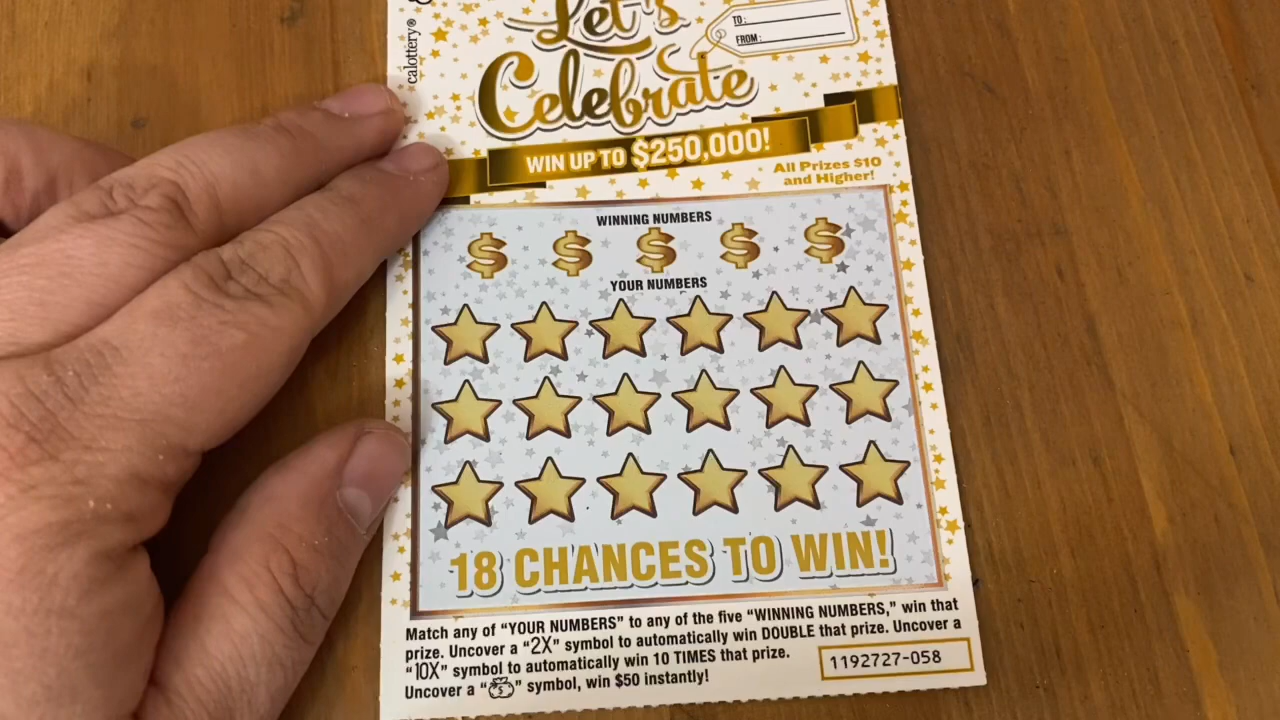 calottery®
Let's
Celebrate
TO:
FROM:
WIN UP TO $250,000!
All Prizes $10
and Higher!
WINNING NUMBERS
$ $ $ $ $
YOUR NUMBERS
18 CHANCES TO WIN!
Match any of “YOUR NUMBERS” to any of the five “WINNING NUMBERS,” win that
prize. Uncover a “2X” symbol to automatically win DOUBLE that prize. Uncover a
“10X” symbol to automatically win 10 TIMES that prize.
Uncover a “$” symbol, win $50 instantly!
1192727-058